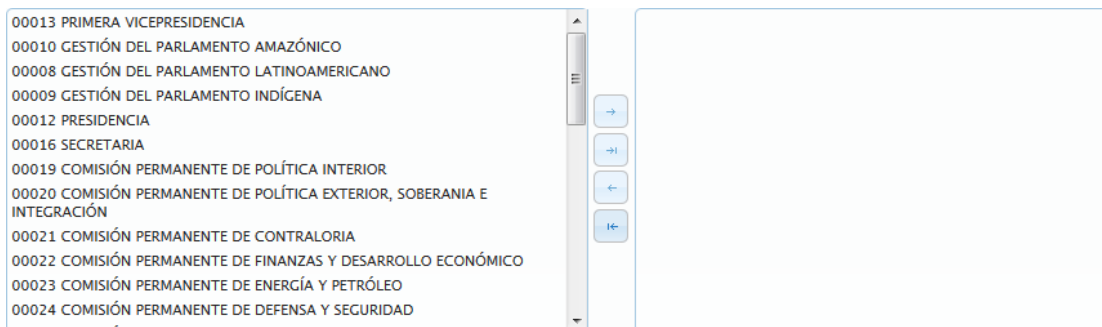 00013 PRIMERA VICEPRESIDENCIA
00010 GESTIÓN DEL PARLAMENTO AMAZÓNICO
00008 GESTIÓN DEL PARLAMENTO LATINOAMERICANO
00009 GESTIÓN DEL PARLAMENTO INDÍGENA
00012 PRESIDENCIA
00016 SECRETARIA
00019 COMISIÓN PERMANENTE DE POLÍTICA INTERIOR
00020 COMISIÓN PERMANENTE DE POLÍTICA EXTERIOR, SOBERANIA E
INTEGRACIÓN
00021 COMISIÓN PERMANENTE DE CONTRALORIA
00022 COMISIÓN PERMANENTE DE FINANZAS Y DESARROLLO ECONÓMICO
00023 COMISIÓN PERMANENTE DE ENERGÍA Y PETRÓLEO
00024 COMISIÓN PERMANENTE DE DEFENSA Y SEGURIDAD